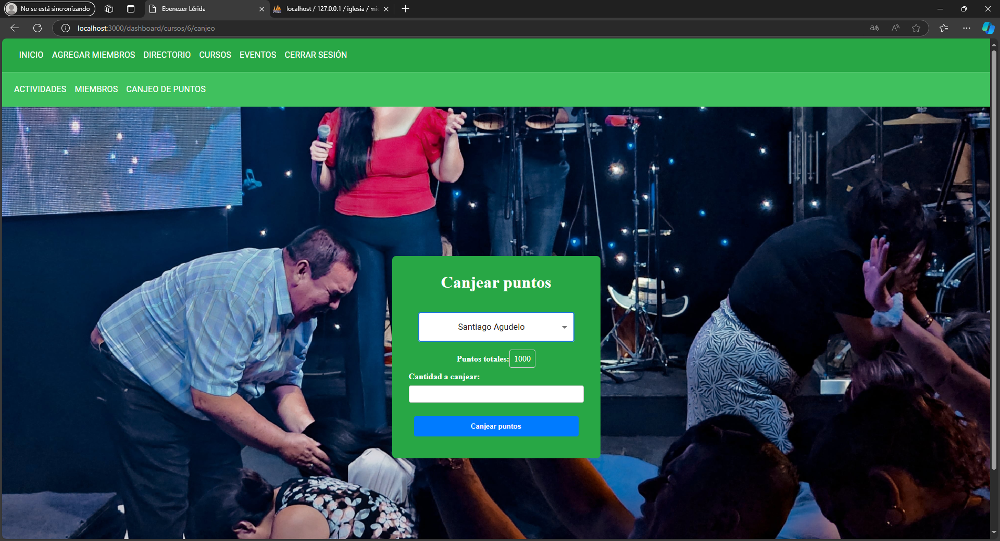 No se está sincronizando
Ebenezer Lérida
localhost / 127.0.0.1 / iglesia / mi
localhost:3000/dashboard/cursos/6/canjeo
INICIO AGREGAR MIEMBROS DIRECTORIO CURSOS EVENTOS CERRAR SESIÓN
ACTIVIDADES MIEMBROS CANJEO DE PUNTOS
Canjear puntos
Santiago Agudelo
Puntos totales: 1000
Cantidad a canjear:
Canjear puntos